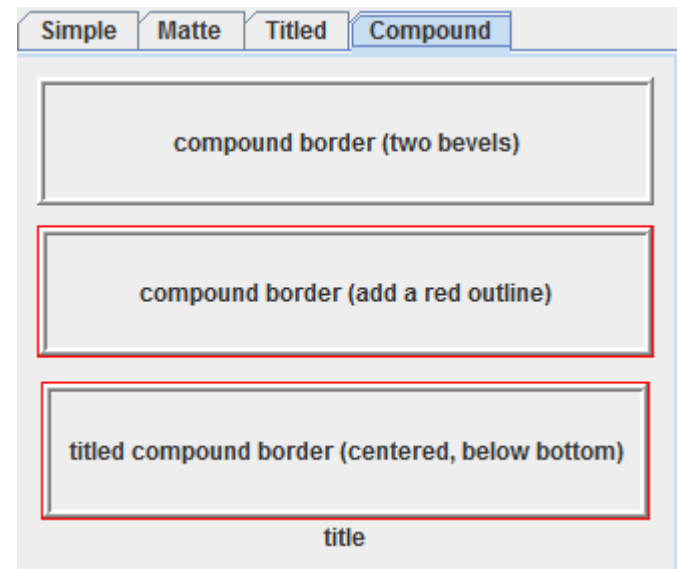 Simple Matte Titled Compound
compound border (two bevels)
compound border (add a red outline)
titled compound border (centered, below bottom)
title